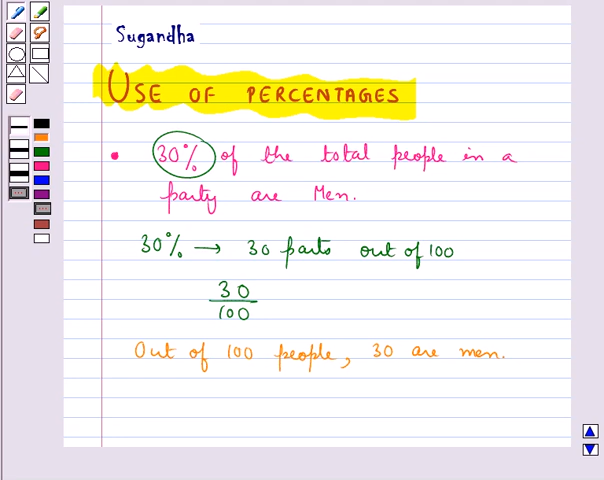 Sugandha
USE OF PERCENTAGES
• 30% of the total people in a
party are Men.
30% → 30 parts out of 100
30
100
Out of 100 people, 30 are men.